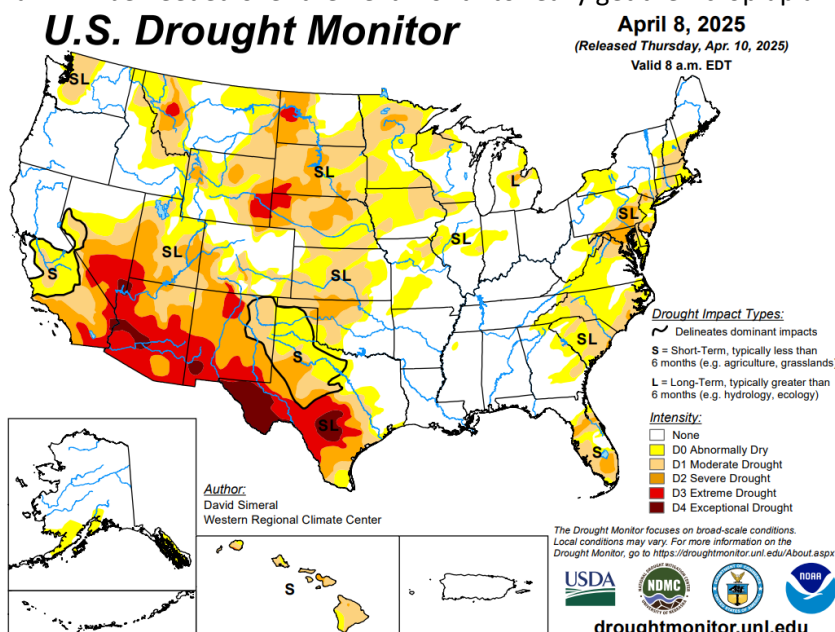 U.S. Drought Monitor
April 8, 2025
(Released Thursday, Apr. 10, 2025)
Valid 8 a.m. EDT
SL
SL
L
SL
SL
SL
S
SL
SL
S
SL
SL
S
Drought Impact Types:
Delineates dominant impacts
S = Short-Term, typically less than
6 months (e.g. agriculture, grasslands)
L = Long-Term, typically greater than
6 months (e.g. hydrology, ecology)
Intensity:
None
D0 Abnormally Dry
D1 Moderate Drought
D2 Severe Drought
D3 Extreme Drought
D4 Exceptional Drought
Author:
David Simeral
Western Regional Climate Center
S
The Drought Monitor focuses on broad-scale conditions.
Local conditions may vary. For more information on the
Drought Monitor, go to https://droughtmonitor.unl.edu/About.aspx
USDA
NDMC
NOAA
droughtmonitor.unl.edu